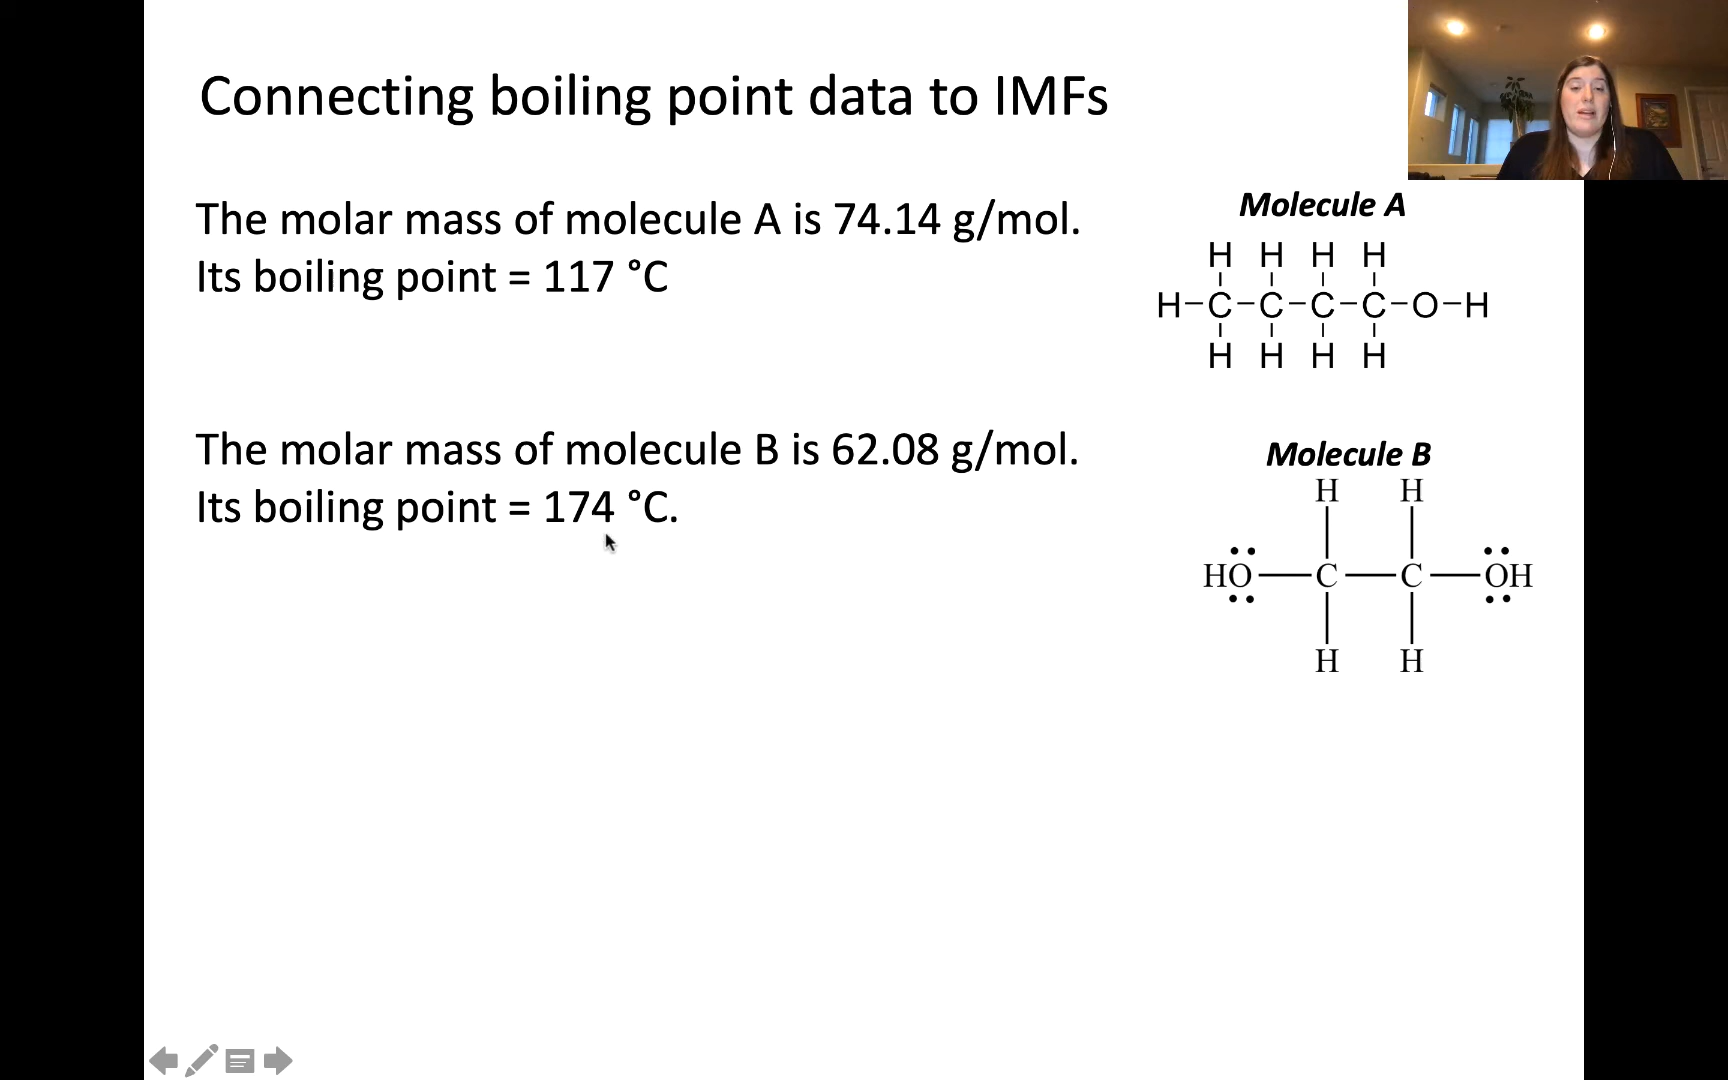 Connecting boiling point data to IMFs
The molar mass of molecule A is 74.14 g/mol.
Its boiling point = 117 °C
Molecule A
H H H H
H-C-C-C-C-O-H
H H H H
The molar mass of molecule B is 62.08 g/mol.
Its boiling point = 174 °C.
Molecule B
H H
HO-C-C-OH
H H